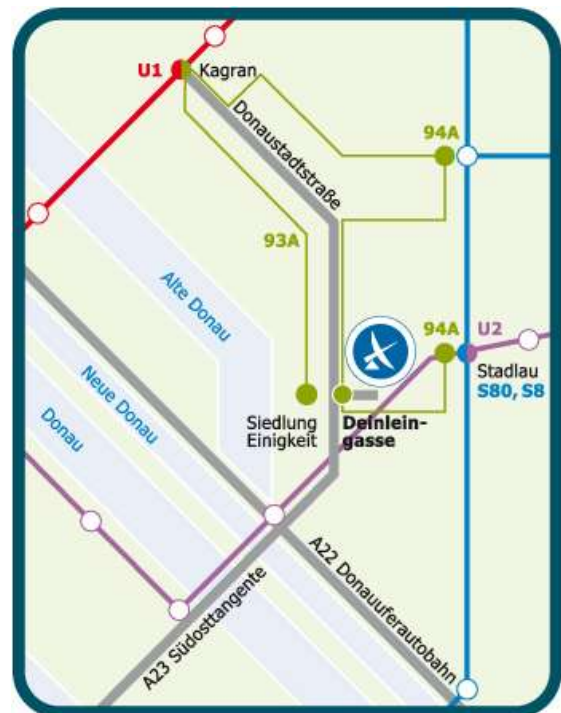 U1
Kagran
Donaustadtstraße
94A
93A
Alte Donau
94A
U2
Neue Donau
Stadlau
S80, S8
Donau
Siedlung
Einigkeit
Deinlein-
gasse
A22 Donauuferautobahn
A23 Südosttangente